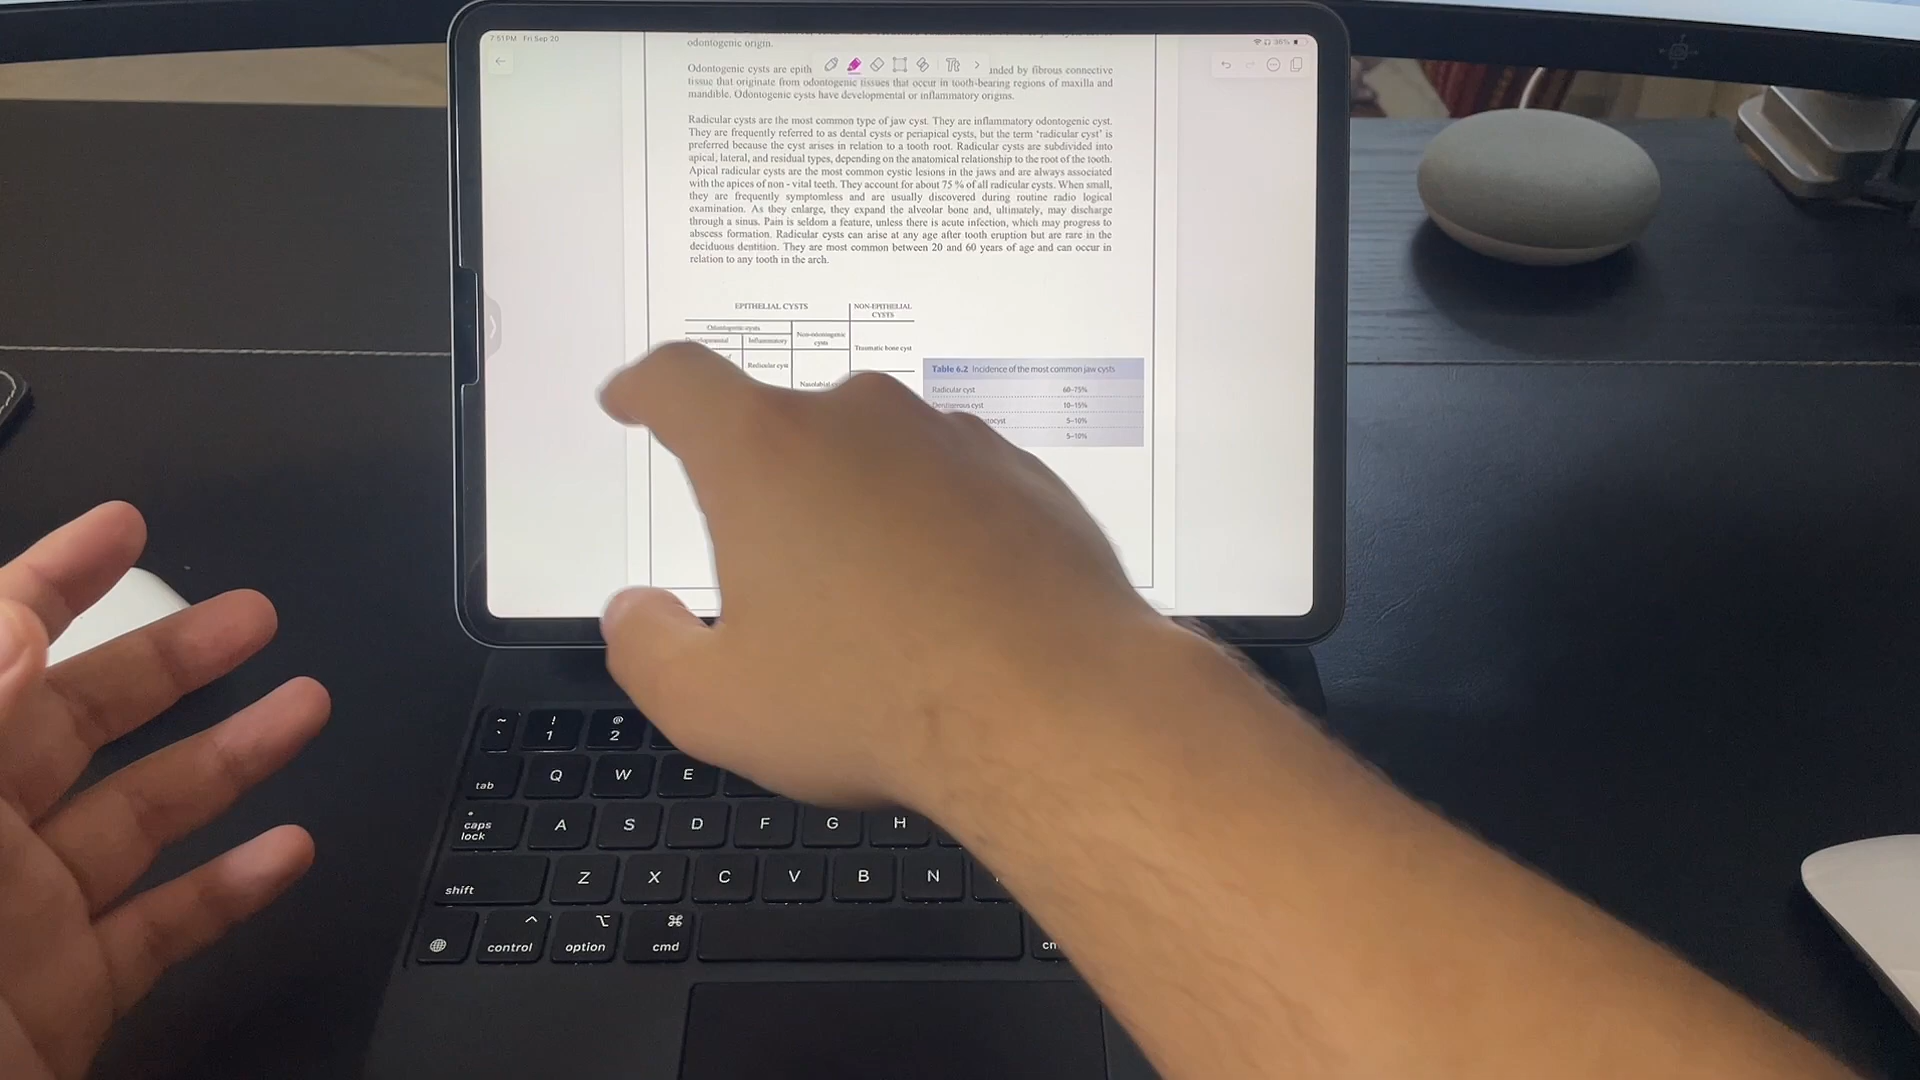 7:51PM Fri Sep 20
36%
odontogenic origin.
Odontogenic cysts are epith
Tt
unded by fibrous connective
tissue that originate from odontogenic tissues that occur in tooth-bearing regions of maxilla and
mandible. Odontogenic cysts have developmental or inflammatory origins.
Radicular cysts are the most common type of jaw cyst. They are inflammatory odontogenic cyst.
They are frequently referred to as dental cysts or periapical cysts, but the term ‘radicular cyst’ is
preferred because the cyst arises in relation to a tooth root. Radicular cysts are subdivided into
apical, lateral, and residual types, depending on the anatomical relationship to the root of the tooth.
Apical radicular cysts are the most common cystic lesions in the jaws and are always associated
with the apices of non - vital teeth. They account for about 75 % of all radicular cysts. When small,
they are frequently symptomless and are usually discovered during routine radio logical
examination. As they enlarge, they expand the alveolar bone and, ultimately, may discharge
through a sinus. Pain is seldom a feature, unless there is acute infection, which may progress to
abscess formation. Radicular cysts can arise at any age after tooth eruption but are rare in the
deciduous dentition. They are most common between 20 and 60 years of age and can occur in
relation to any tooth in the arch.
EPITHELIAL CYSTS
NON-EPITHELIAL
CYSTS
Odontogenic cysts
Non-odontogenic
cysts
Developmental
Inflammatory
Traumatic bone cyst
of
Radicular cyst
Nasolabial
Table 6.2 Incidence of the most common jaw cysts
Radicular cyst 60–75%
Dentigerous cyst 10–15%
tocyst 5–10%
5–10%
~ ` ! 1 @ 2
tab Q W E
caps lock A S D F G H
shift Z X C V B N
control option cmd